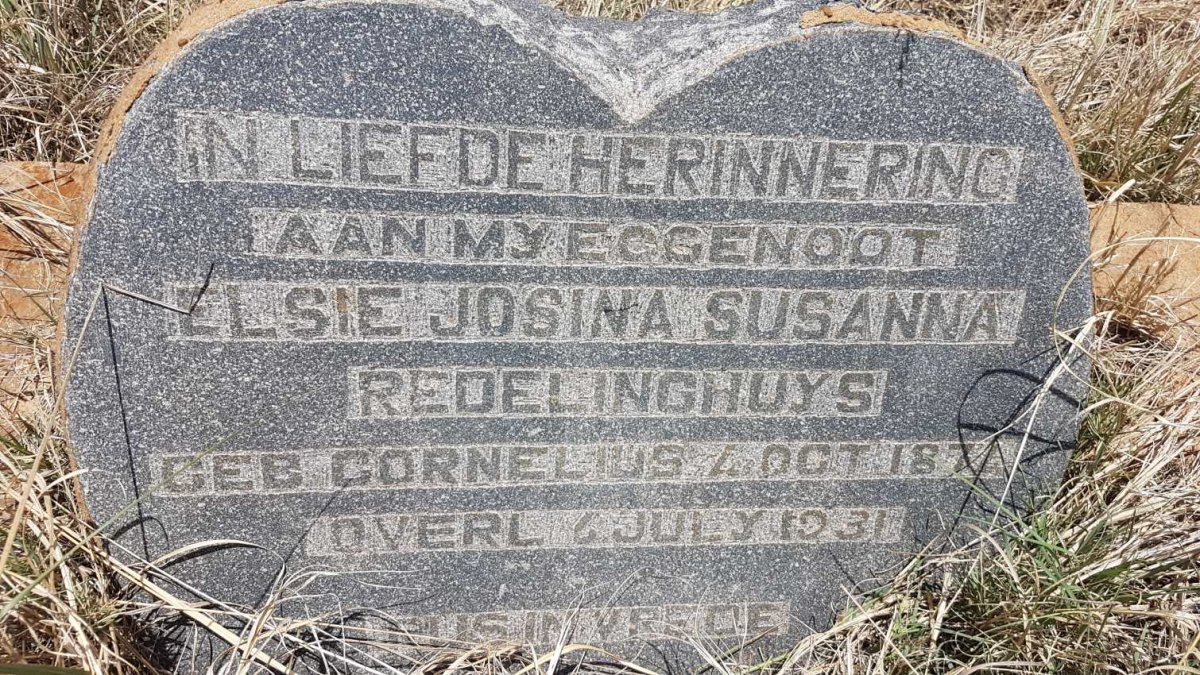 IN LIEFDE HERINNERING
AAN MY EGGENOOT
ELSIE JOSINA SUSANNA
REDELINGHUYS
GEB CORNELIUS 4 OCT
OVERL JULY 1931
RUS IN VREDE